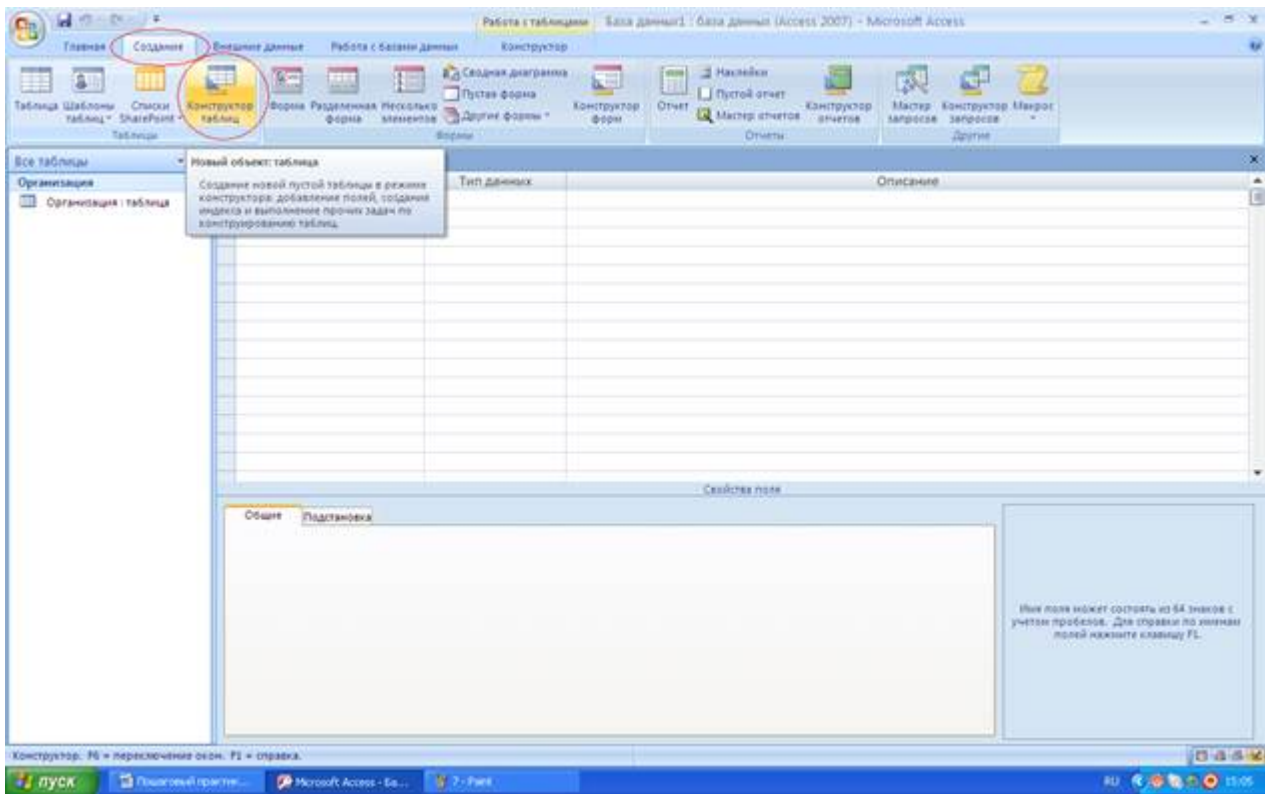 Работа с таблицами База данных1 : база данных (Access 2007) - Microsoft Access
Главная Создание Внешние данные Работа с базами данных Конструктор
Таблица Шаблоны таблиц Списки SharePoint Конструктор таблиц
Форма Разделенная форма Несколько элементов
Сводная диаграмма
Пустая форма
Другие формы
Конструктор форм
Отчет
Наклейки
Пустой отчет
Мастер отчетов
Конструктор отчетов
Мастер запросов Конструктор запросов Макрос
Таблицы Формы Отчеты Другие
Все таблицы
Организация
Организация : таблица
Новый объект: таблица
Создание новой пустой таблицы в режиме
конструктора: добавление полей, создание
индекса и выполнение прочих задач по
конструированию таблиц.
Тип данных Описание
Свойства поля
Общие Подстановка
Имя поля может состоять из 64 знаков с
учетом пробелов. Для справки по именам
полей нажмите клавишу F1.
Конструктор. F6 = переключение окон. F1 = справка.
пуск Пошаговый практик... Microsoft Access - Ба... 7 - Paint RU 15:05